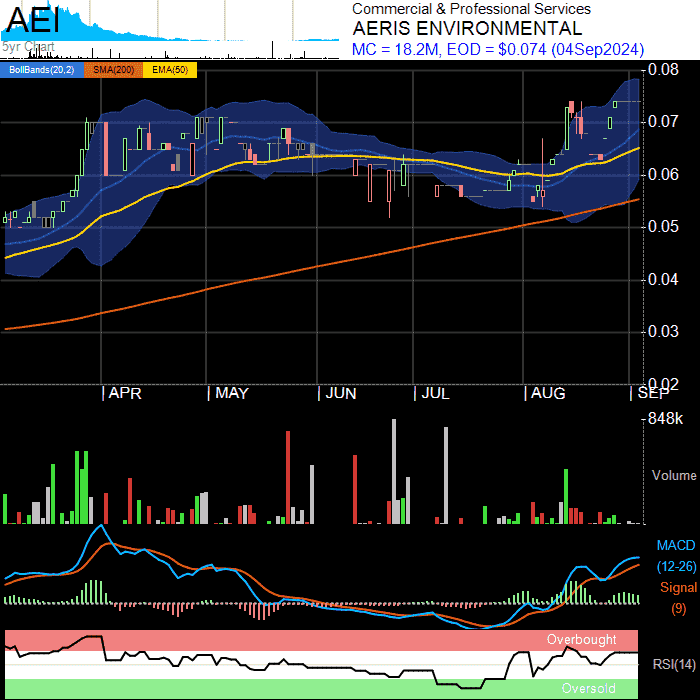 AEI
5yr Chart
Commercial & Professional Services
AERIS ENVIRONMENTAL
MC = 18.2M, EOD = $0.074 (04Sep2024)
BollBands(20,2) SMA(200) EMA(50)
0.08
0.07
0.06
0.05
0.04
0.03
0.02
APR MAY JUN JUL AUG SEP
848k
Volume
MACD
(12-26)
Signal
(9)
Overbought
RSI(14)
Oversold